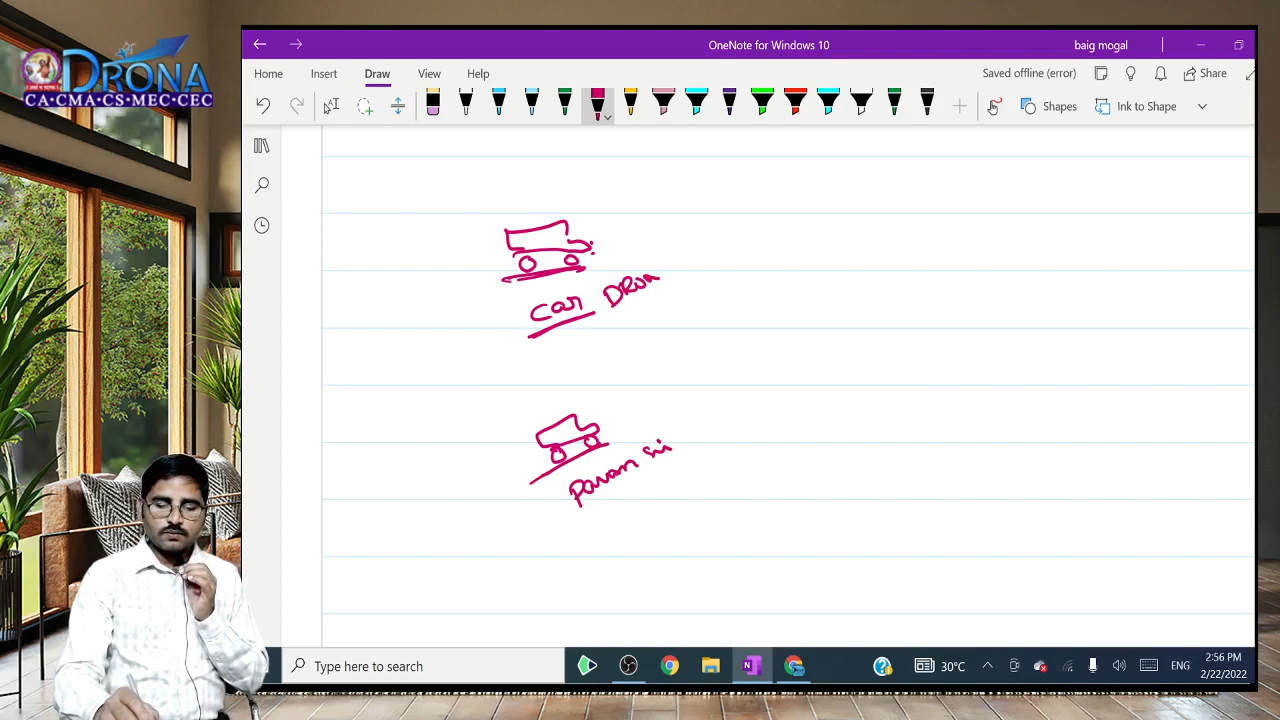 DRONA
CA•CMA•CS•MEC•CEC
OneNote for Windows 10
baig mogal
Home
Insert
Draw
View
Help
Saved offline (error)
Share
Shapes
Ink to Shape
Car DRON
Pavan Sir
Type here to search
30°C
ENG
2:56 PM
2/22/2022